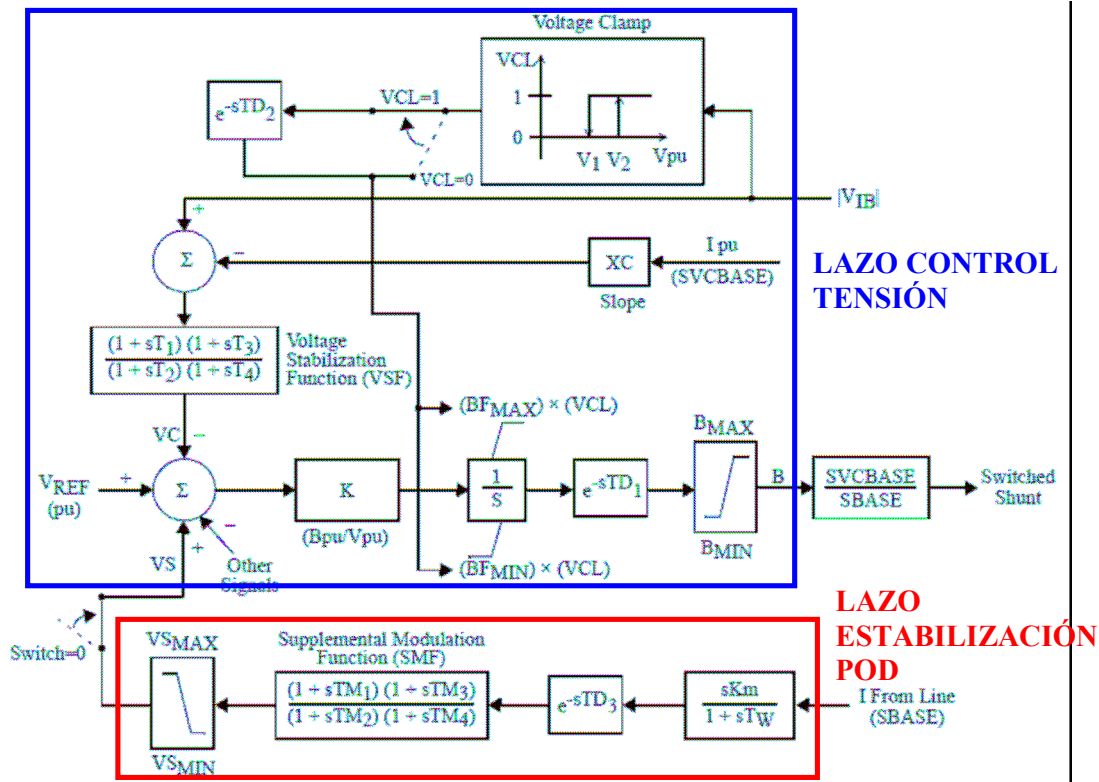 Voltage Clamp
VCL
1
0
V1 V2 Vpu
VCL=1
e^-sTD2
VCL=0
|VIB|
+
Σ
−
XC
Slope
I pu
(SVCBASE)
LAZO CONTROL
TENSIÓN
(1 + sT1) (1 + sT3)
(1 + sT2) (1 + sT4)
Voltage
Stabilization
Function (VSF)
VC −
(BFMAX) × (VCL)
BMAX
VREF
(pu)
+
Σ
−
K
(Bpu/Vpu)
1
S
e^-sTD1
B
SVCBASE
SBASE
Switched
Shunt
BMIN
(BFMIN) × (VCL)
VS
+
Other
Signals
Switch=0
LAZO
ESTABILIZACIÓN
POD
VSMAX
Supplemental Modulation
Function (SMF)
(1 + sTM1) (1 + sTM3)
(1 + sTM2) (1 + sTM4)
e^-sTD3
sKm
1 + sTW
I From Line
(SBASE)
VSMIN